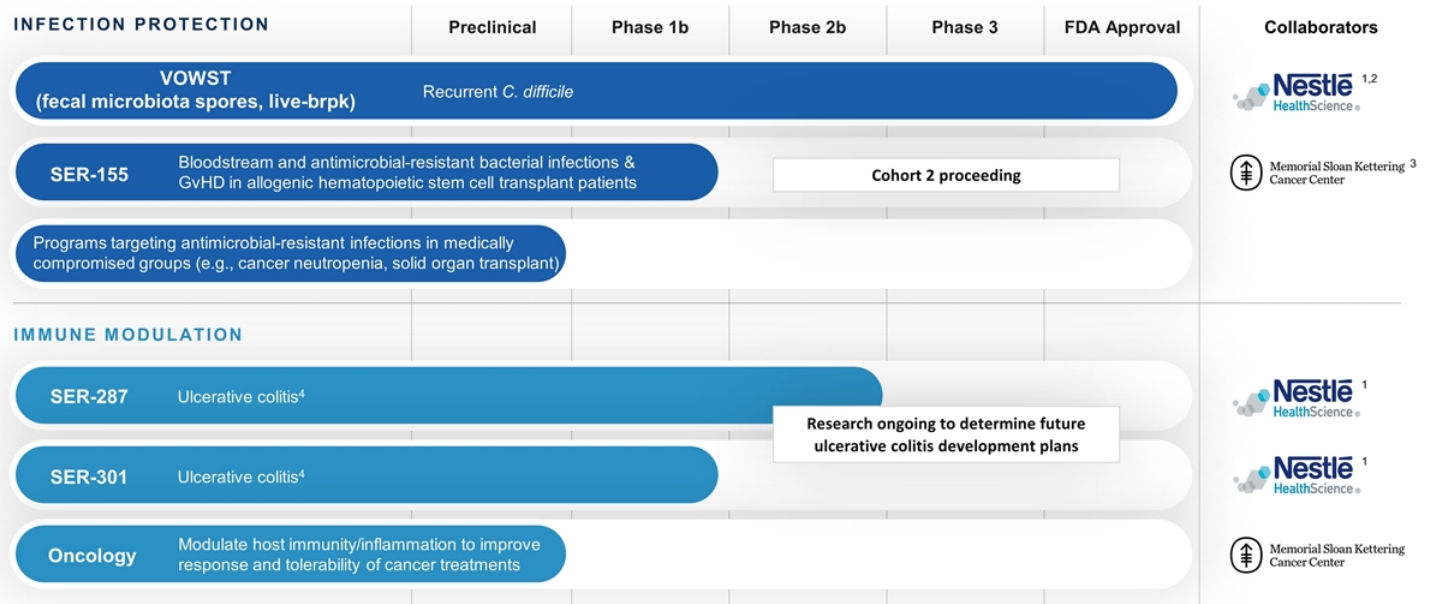 INFECTION PROTECTION
Preclinical
Phase 1b
Phase 2b
Phase 3
FDA Approval
Collaborators
VOWST
(fecal microbiota spores, live-brpk)
Recurrent C. difficile
Nestlē 1,2
HealthScience®
SER-155
Bloodstream and antimicrobial-resistant bacterial infections &
GvHD in allogenic hematopoietic stem cell transplant patients
Cohort 2 proceeding
Memorial Sloan Kettering 3
Cancer Center
Programs targeting antimicrobial-resistant infections in medically
compromised groups (e.g., cancer neutropenia, solid organ transplant)
IMMUNE MODULATION
SER-287
Ulcerative colitis4
Nestlē 1
HealthScience®
Research ongoing to determine future
ulcerative colitis development plans
SER-301
Ulcerative colitis4
Nestlē 1
HealthScience®
Oncology
Modulate host immunity/inflammation to improve
response and tolerability of cancer treatments
Memorial Sloan Kettering
Cancer Center